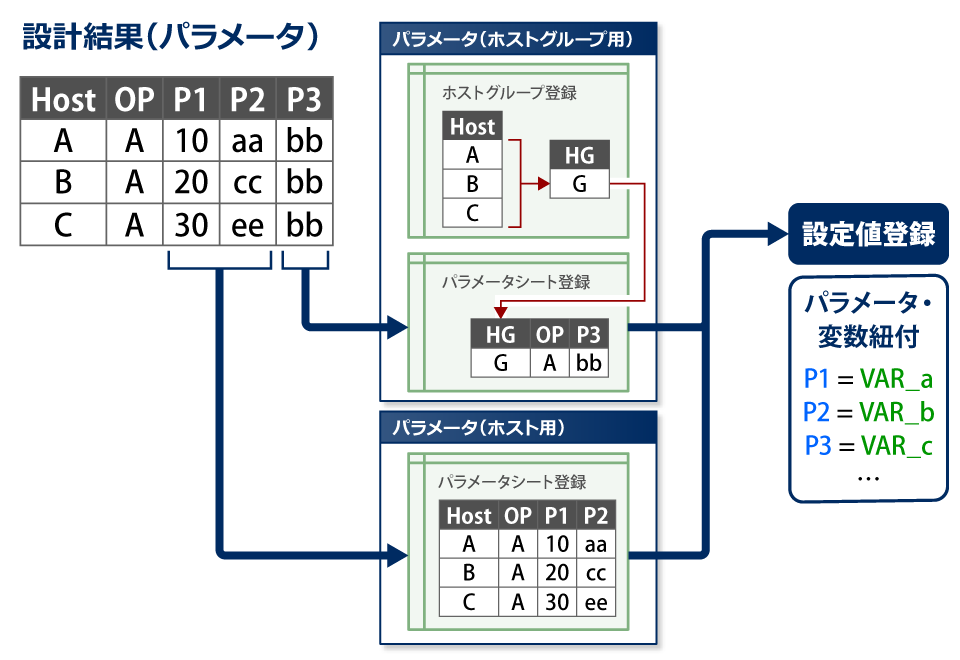 設計結果（パラメータ）
Host OP P1 P2 P3
A A 10 aa bb
B A 20 cc bb
C A 30 ee bb
パラメータ（ホストグループ用）
ホストグループ登録
Host
A
B
C
HG
G
パラメータシート登録
HG OP P3
G A bb
パラメータ（ホスト用）
パラメータシート登録
Host OP P1 P2
A A 10 aa
B A 20 cc
C A 30 ee
設定値登録
パラメータ・
変数紐付
P1 = VAR_a
P2 = VAR_b
P3 = VAR_c
…